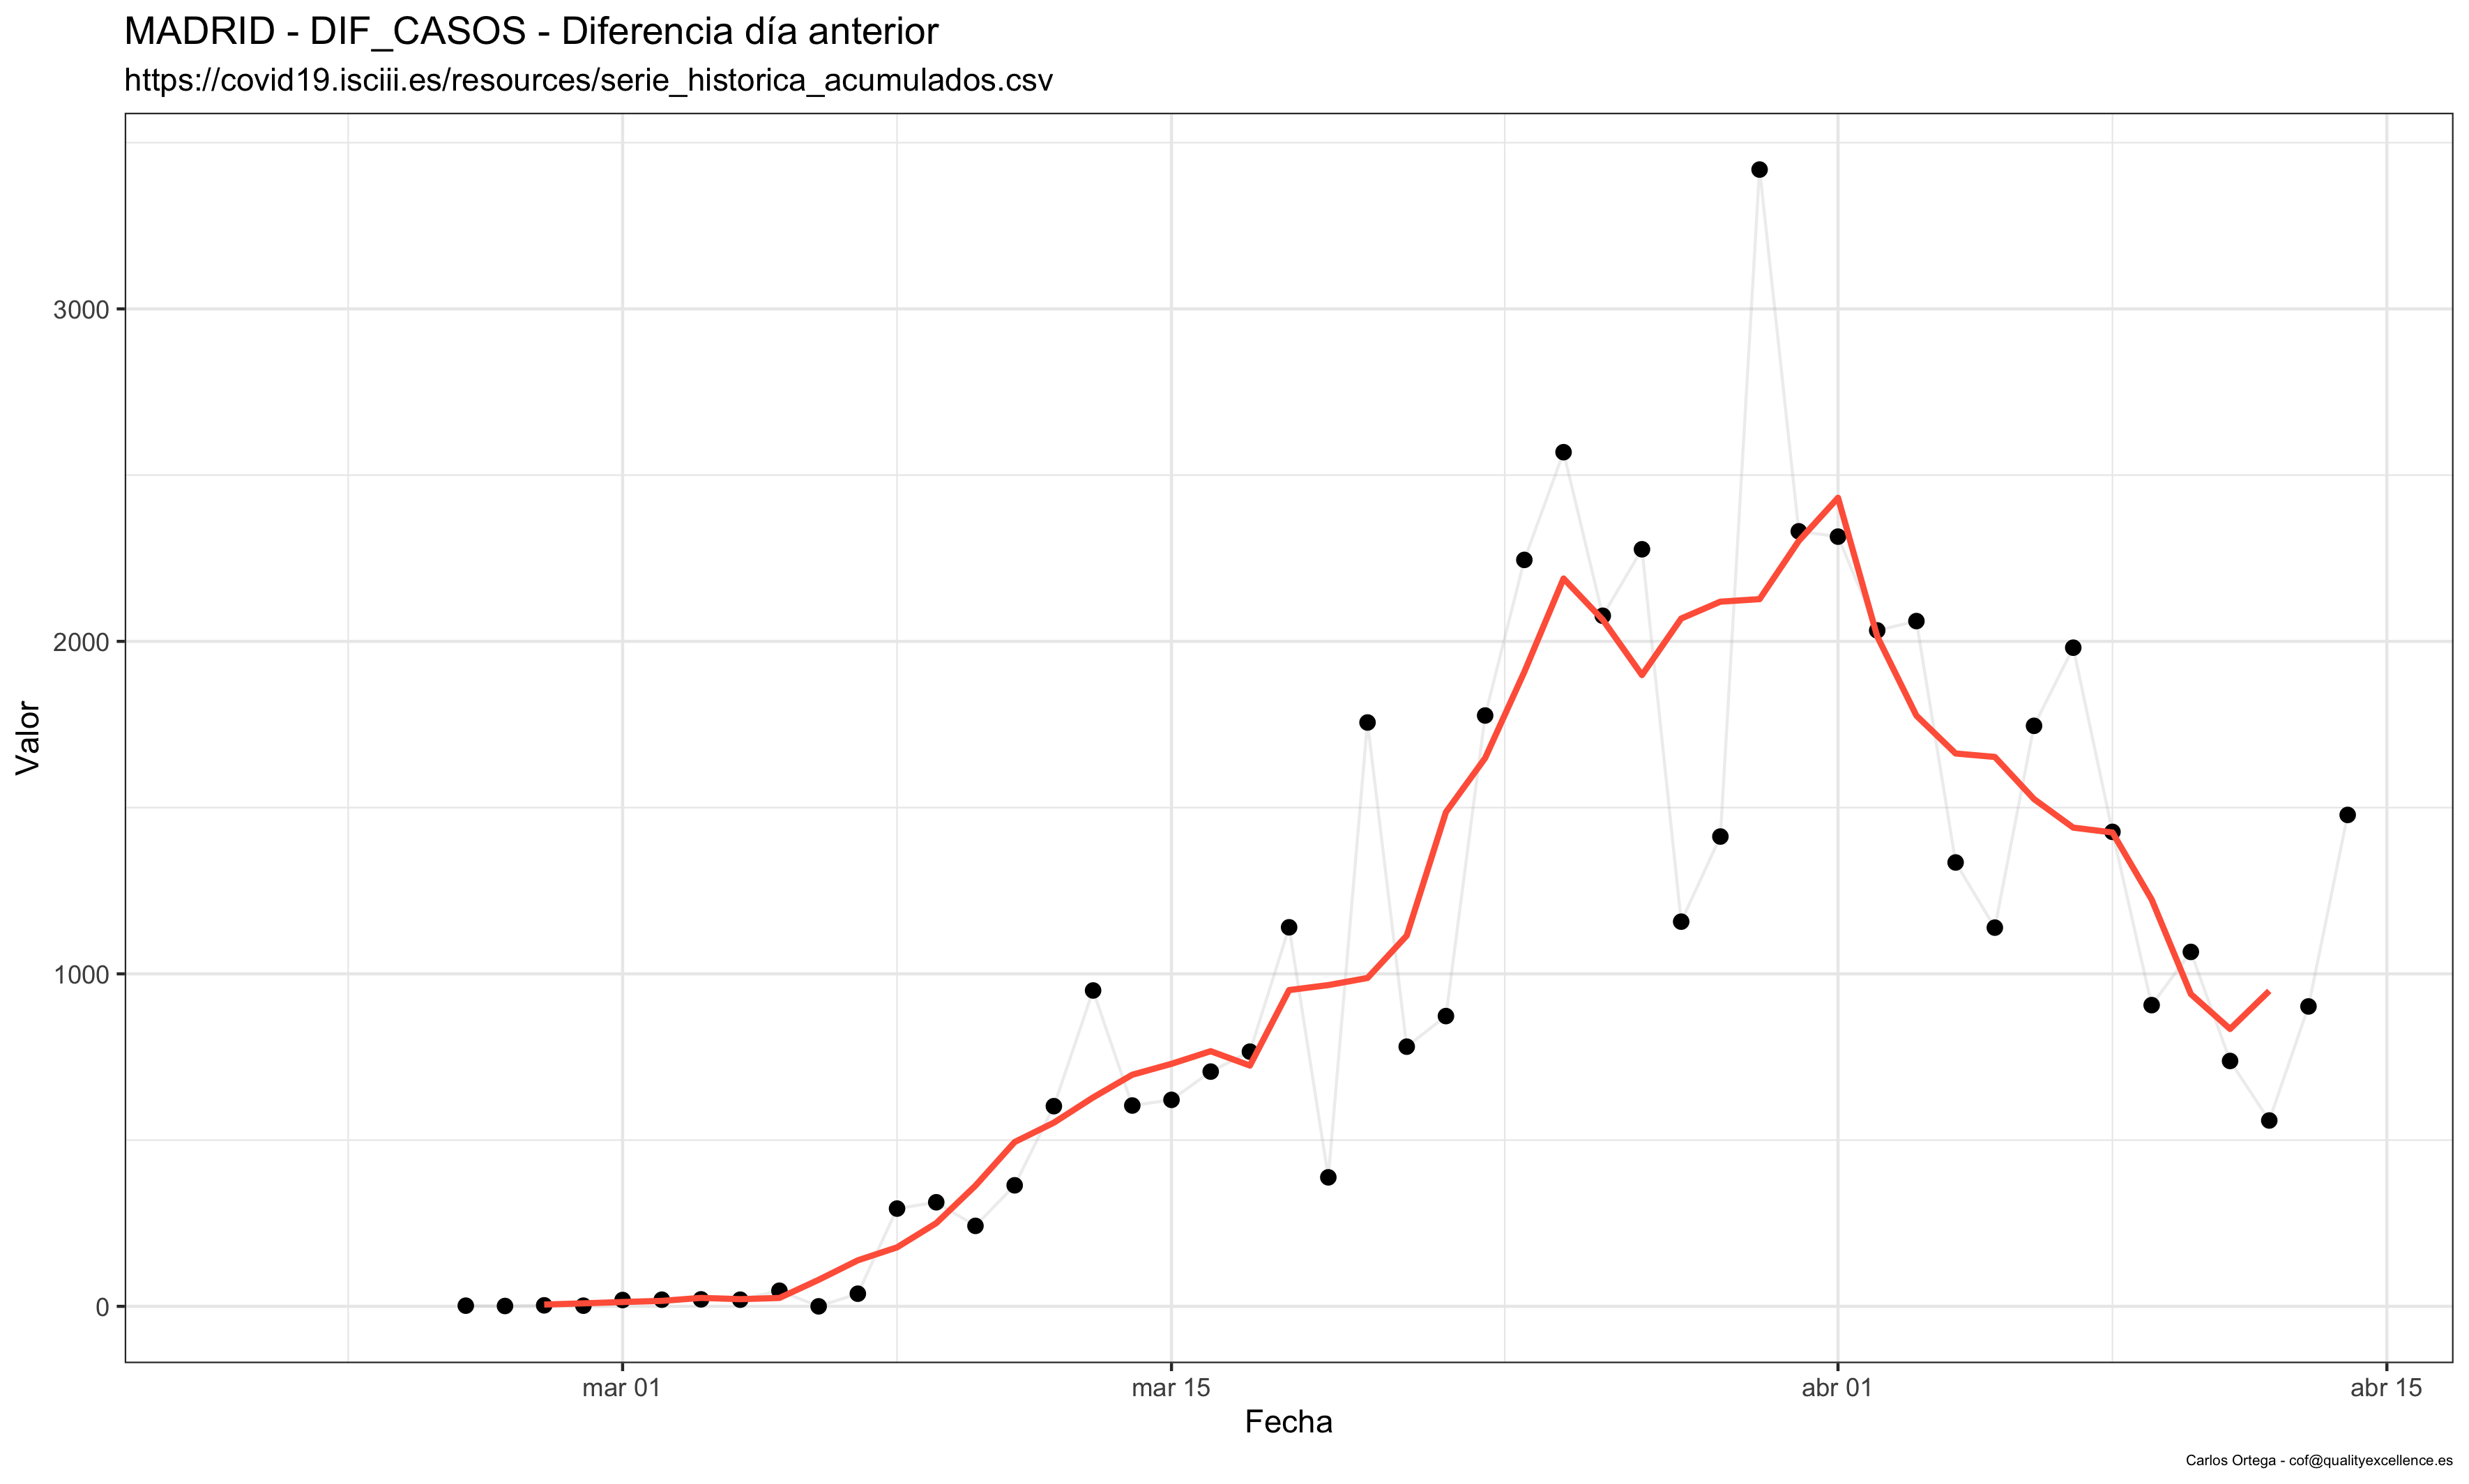 MADRID - DIF_CASOS - Diferencia día anterior
https://covid19.isciii.es/resources/serie_historica_acumulados.csv
Valor
3000
2000
1000
0
mar 01
mar 15
abr 01
abr 15
Fecha
Carlos Ortega - cof@qualityexcellence.es